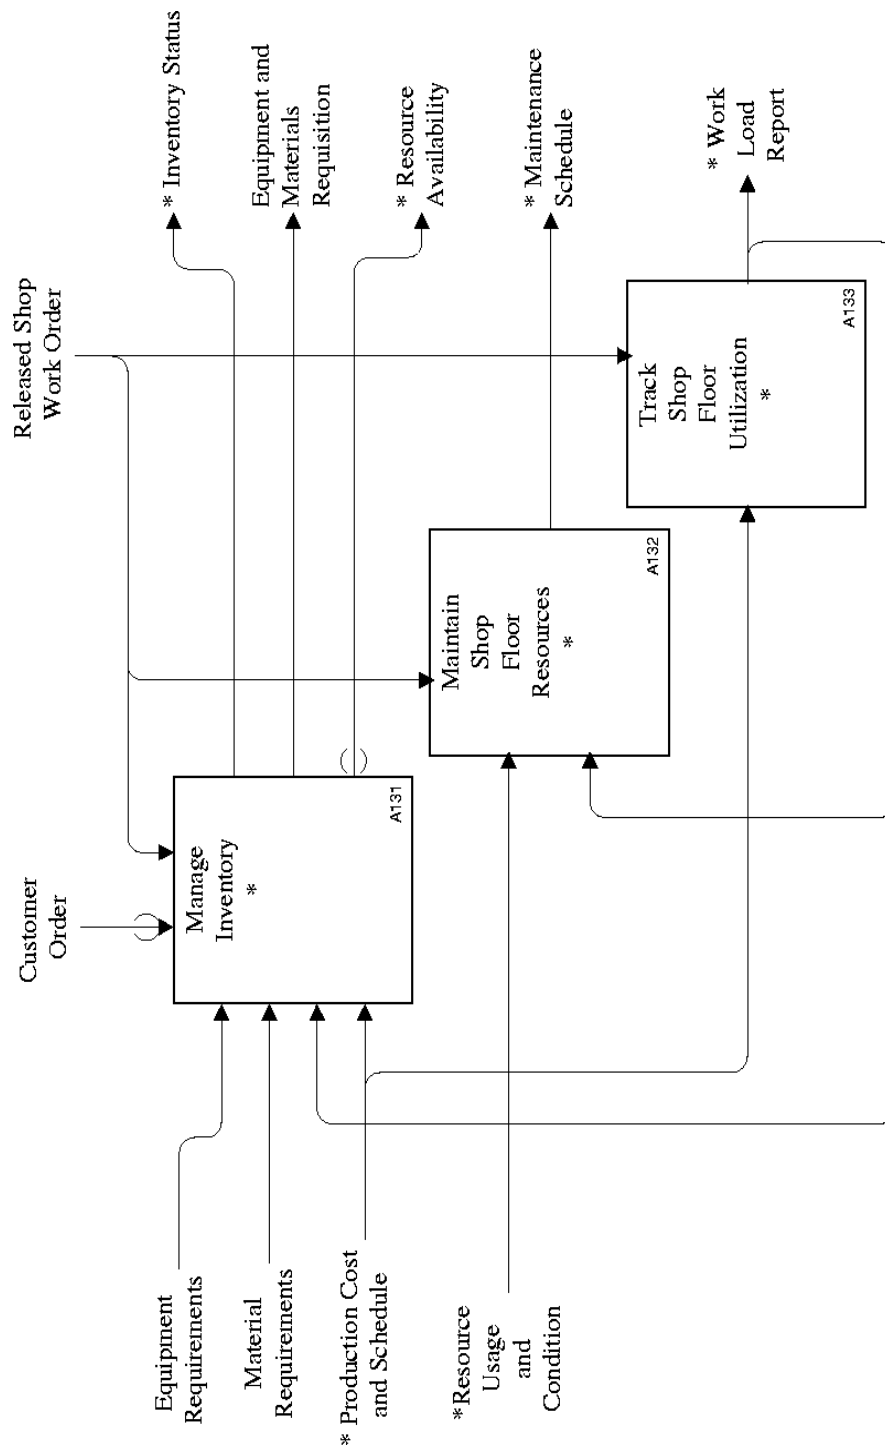 Customer
Order
Released Shop
Work Order
Equipment
Requirements
Material
Requirements
* Production Cost
and Schedule
*Resource
Usage
and
Condition
Manage
Inventory
*
A131
Maintain
Shop
Floor
Resources
*
A132
Track
Shop
Floor
Utilization
*
A133
* Inventory Status
Equipment and
Materials
Requisition
* Resource
Availability
* Maintenance
Schedule
* Work
Load
Report